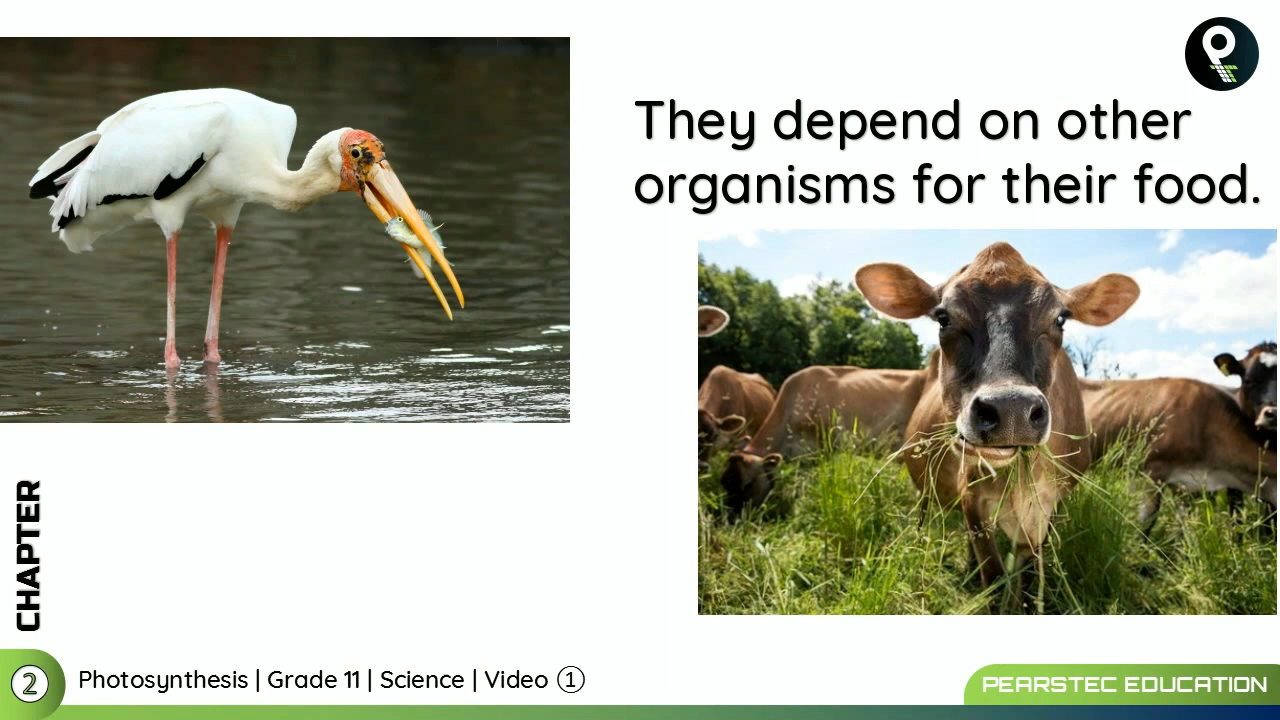 They depend on other
organisms for their food.
CHAPTER
2
Photosynthesis | Grade 11 | Science | Video ①
PEARSTEC EDUCATION